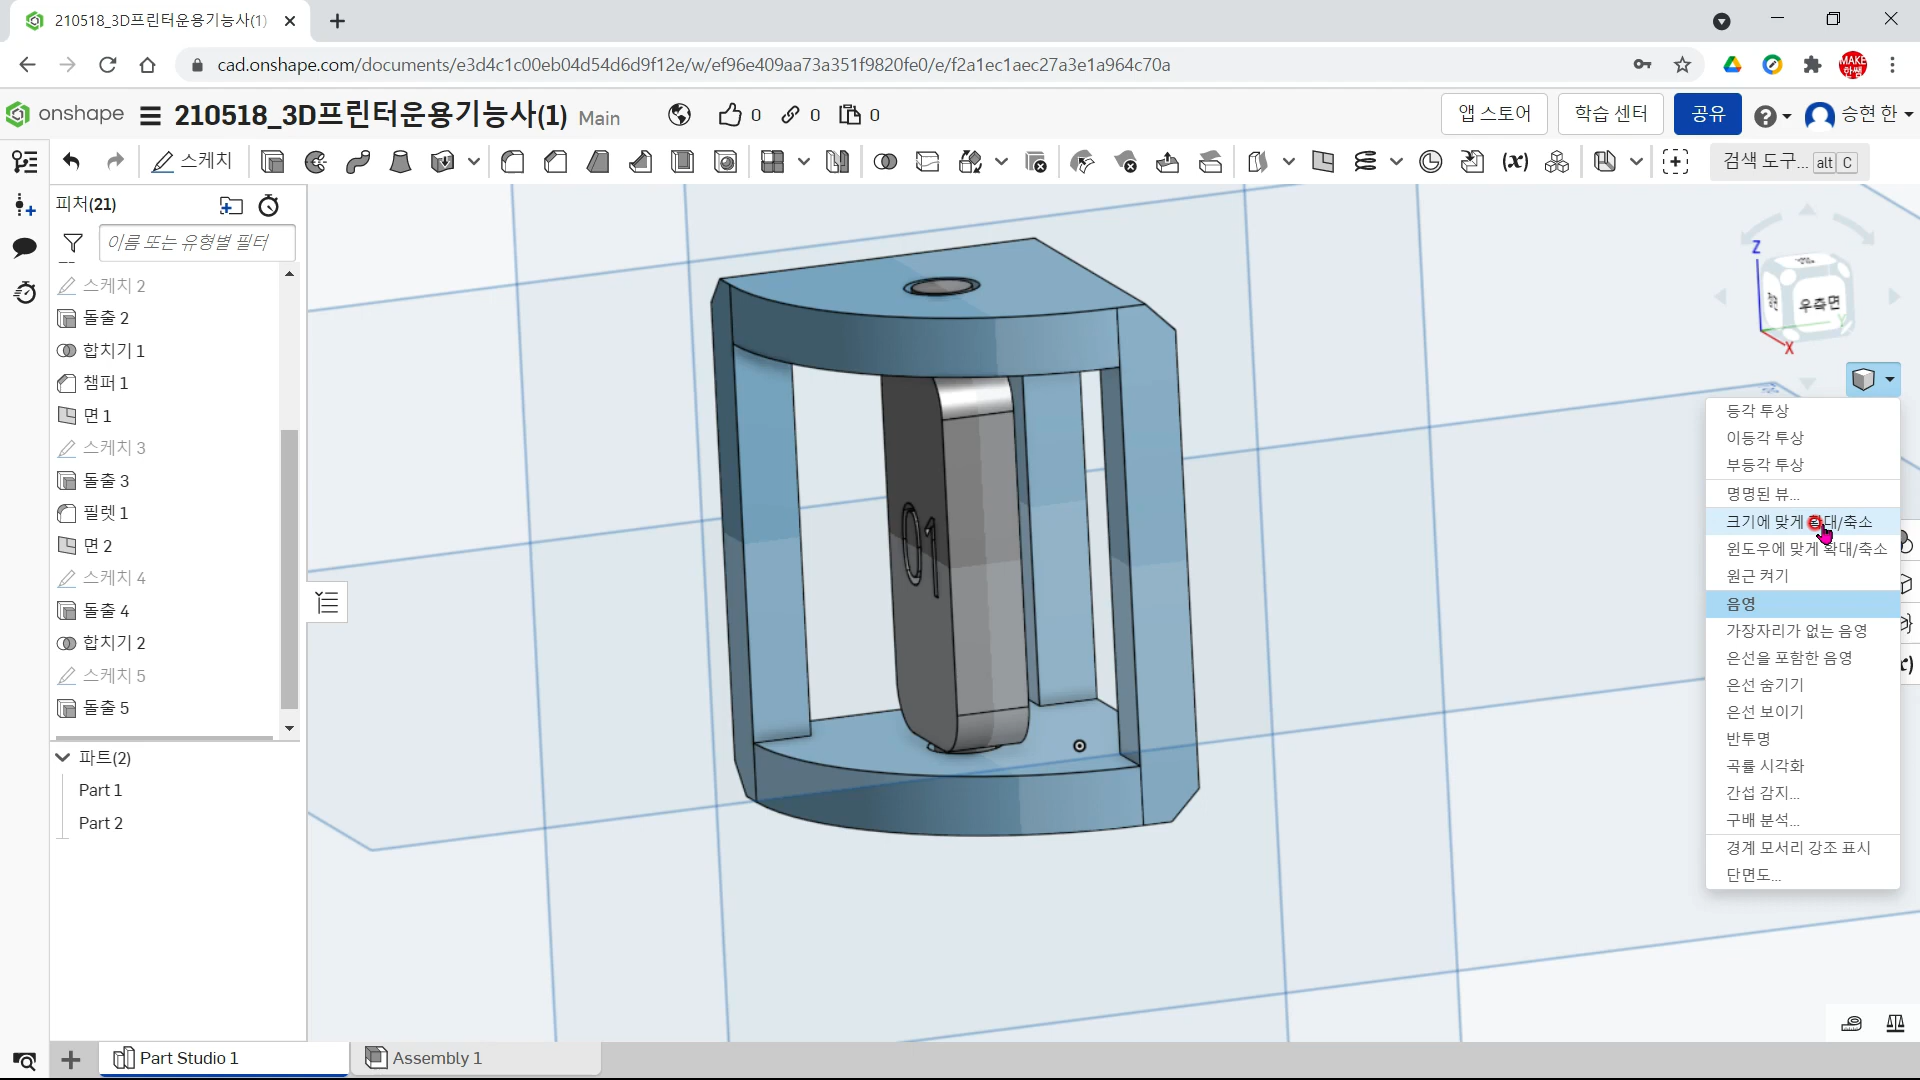 210518_3D프린터운용기능사(1)
cad.onshape.com/documents/e3d4c1c00eb04d54d6d9f12e/w/ef96e409aa73a351f9820fe0/e/f2a1ec1aec27a3e1a964c70a
MAKE
한쌤
onshape
210518_3D프린터운용기능사(1) Main
0
0
0
앱 스토어
학습 센터
공유
승현 한
스케치
검색 도구... alt C
피처(21)
이름 또는 유형별 필터
스케치 2
돌출 2
합치기 1
챔퍼 1
면 1
스케치 3
돌출 3
필렛 1
면 2
스케치 4
돌출 4
합치기 2
스케치 5
돌출 5
파트(2)
Part 1
Part 2
01
Z
우측면
Y
X
등각 투상
이등각 투상
부등각 투상
명명된 뷰...
크기에 맞게 확대/축소
윈도우에 맞게 확대/축소
원근 켜기
음영
가장자리가 없는 음영
은선을 포함한 음영
은선 숨기기
은선 보이기
반투명
곡률 시각화
간섭 감지...
구배 분석...
경계 모서리 강조 표시
단면도...
Part Studio 1
Assembly 1